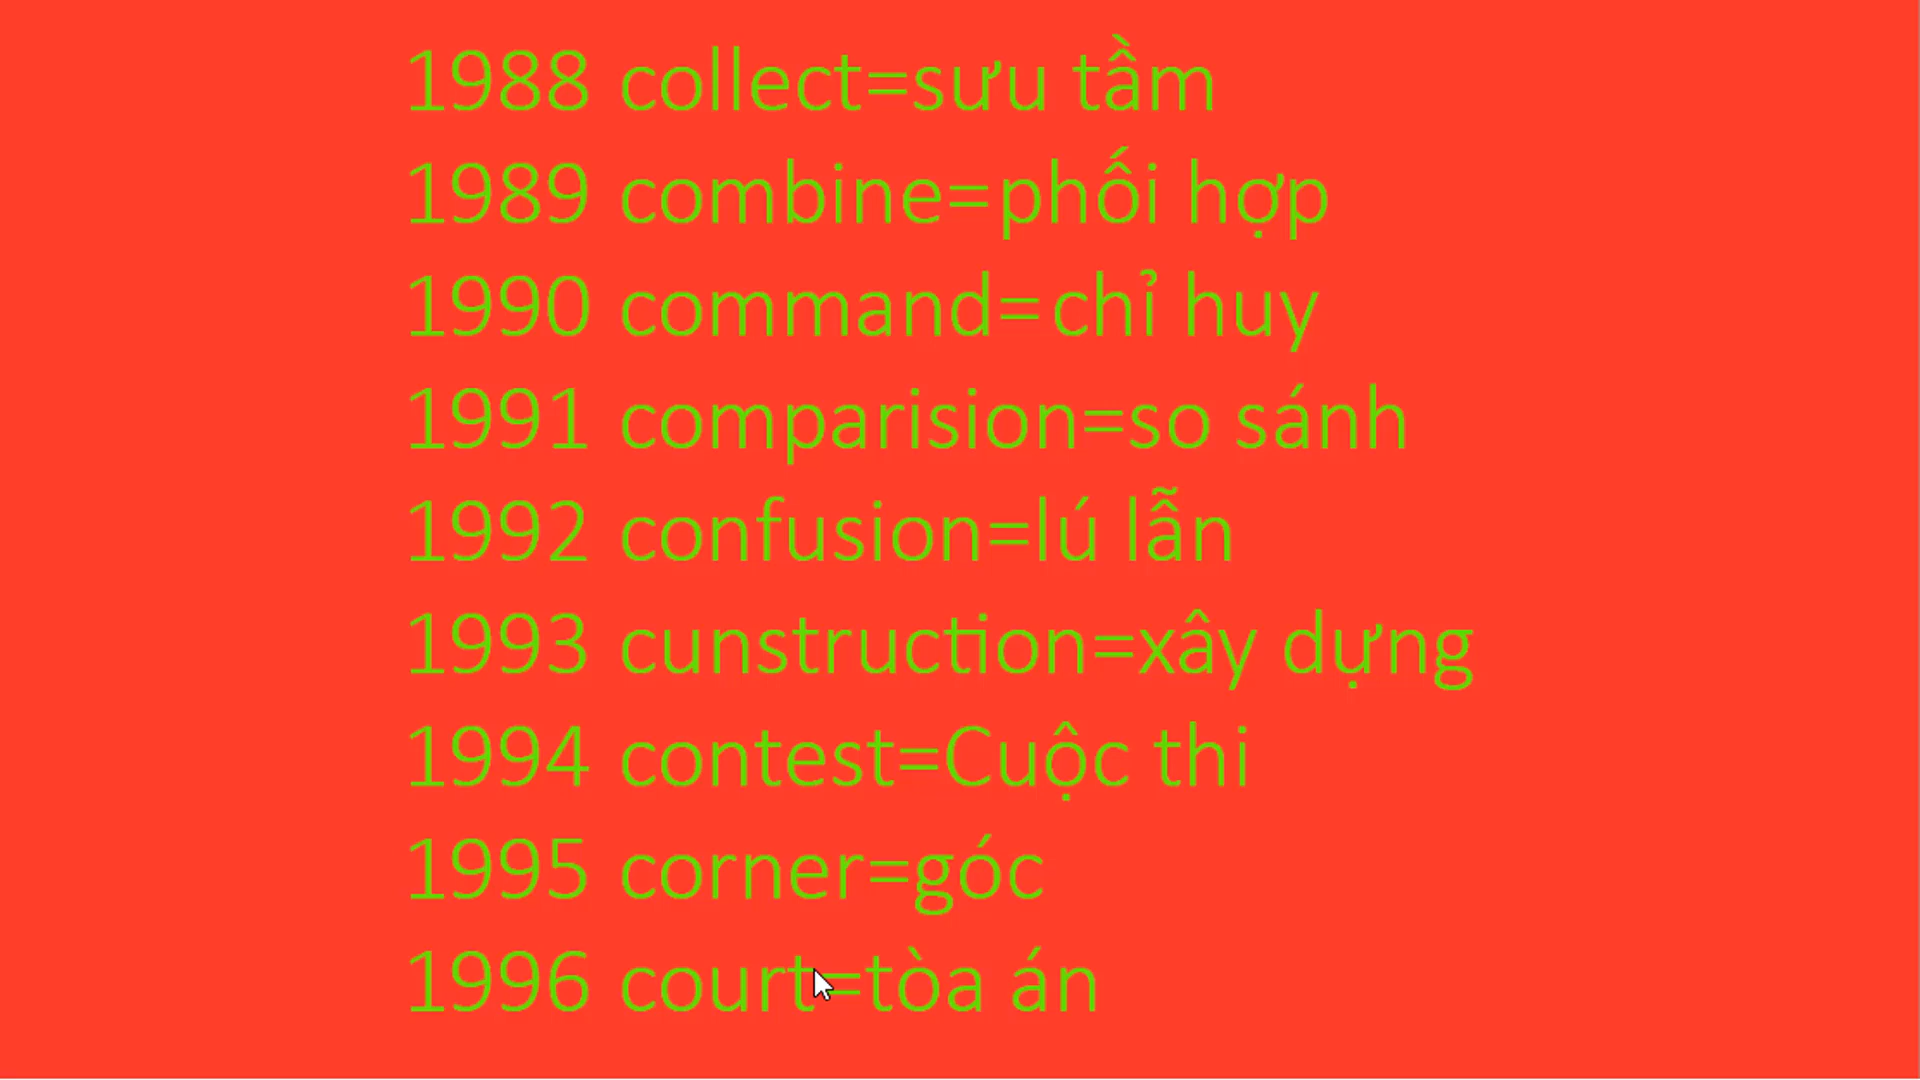 1988 collect=sưu tầm
1989 combine=phối hợp
1990 command=chỉ huy
1991 comparision=so sánh
1992 confusion=lú lẫn
1993 cunstruction=xây dựng
1994 contest=Cuộc thi
1995 corner=góc
1996 court=tòa án